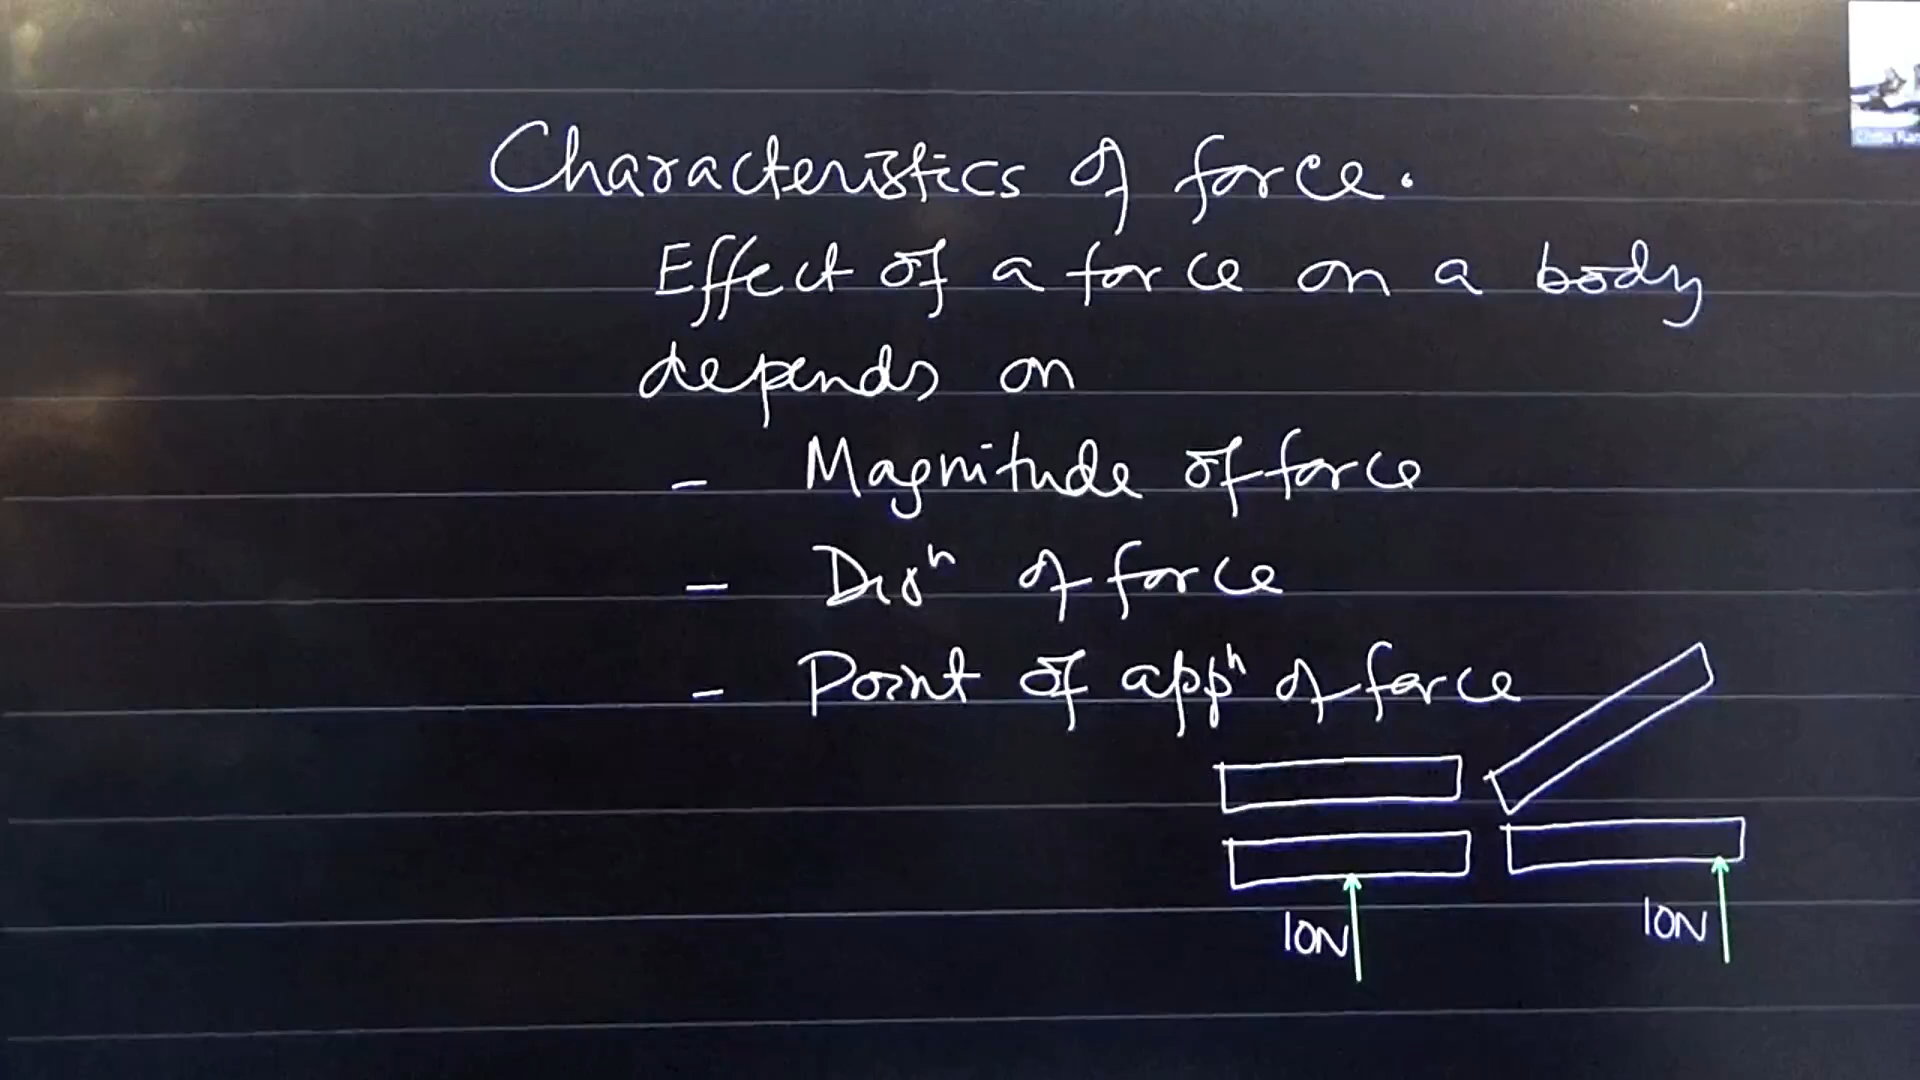 Characteristics of force.
Effect of a force on a body
depends on
- Magnitude of force
- Dirⁿ of force
- Point of appⁿ of force
10N
10N